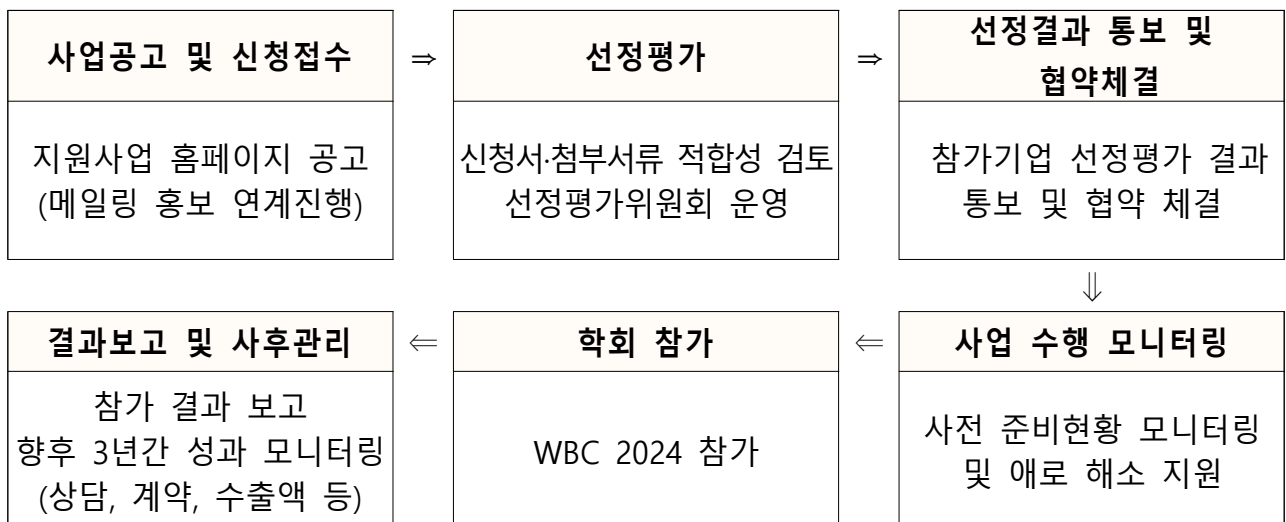 사업공고 및 신청접수
⇒
선정평가
⇒
선정결과 통보 및
협약체결
지원사업 홈페이지 공고
(메일링 홍보 연계진행)
신청서·첨부서류 적합성 검토
선정평가위원회 운영
참가기업 선정평가 결과
통보 및 협약 체결
⇓
사업 수행 모니터링
⇐
학회 참가
⇐
결과보고 및 사후관리
사전 준비현황 모니터링
및 애로 해소 지원
WBC 2024 참가
참가 결과 보고
향후 3년간 성과 모니터링
(상담, 계약, 수출액 등)